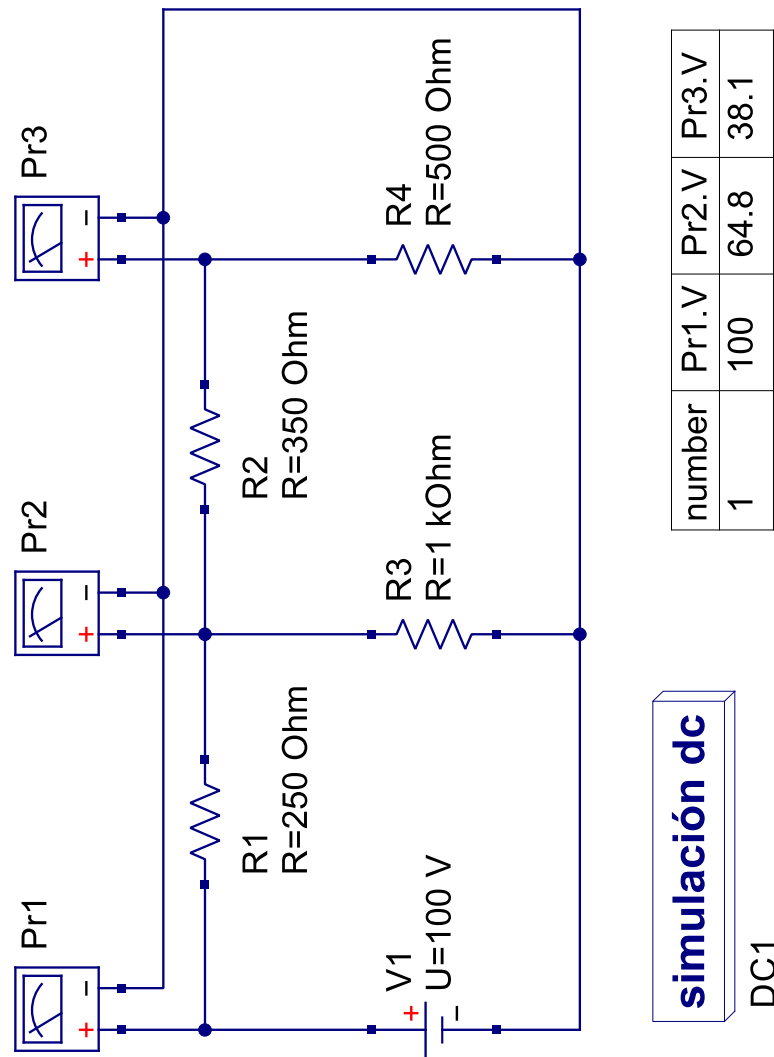 Pr1
Pr2
Pr3
+ −
+ −
+ −
R1
R=250 Ohm
R2
R=350 Ohm
V1
U=100 V
+
−
R3
R=1 kOhm
R4
R=500 Ohm
simulación dc
DC1
number Pr1.V Pr2.V Pr3.V
1 100 64.8 38.1